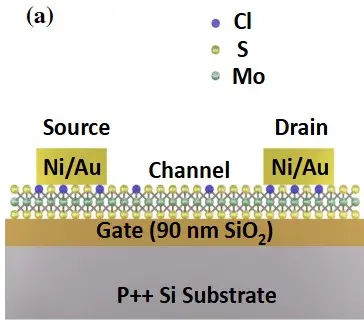 (a)
Cl
S
Mo
Source
Drain
Ni/Au
Channel
Ni/Au
Gate (90 nm SiO₂)
P++ Si Substrate